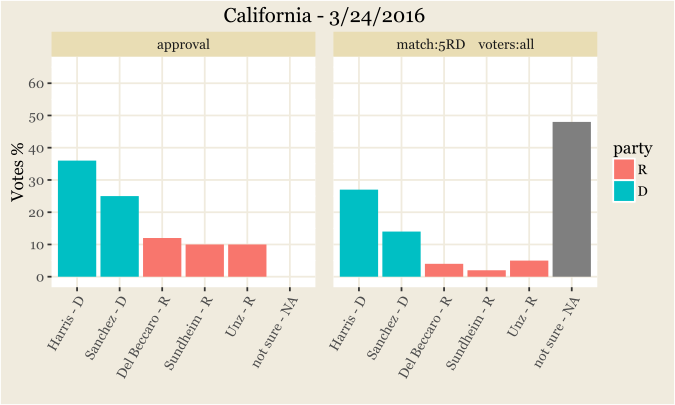 California - 3/24/2016
approval
match:5RD voters:all
Votes %
60
50
40
30
20
10
0
Harris - D
Sanchez - D
Del Beccaro - R
Sundheim - R
Unz - R
not sure - NA
Harris - D
Sanchez - D
Del Beccaro - R
Sundheim - R
Unz - R
not sure - NA
party
R
D